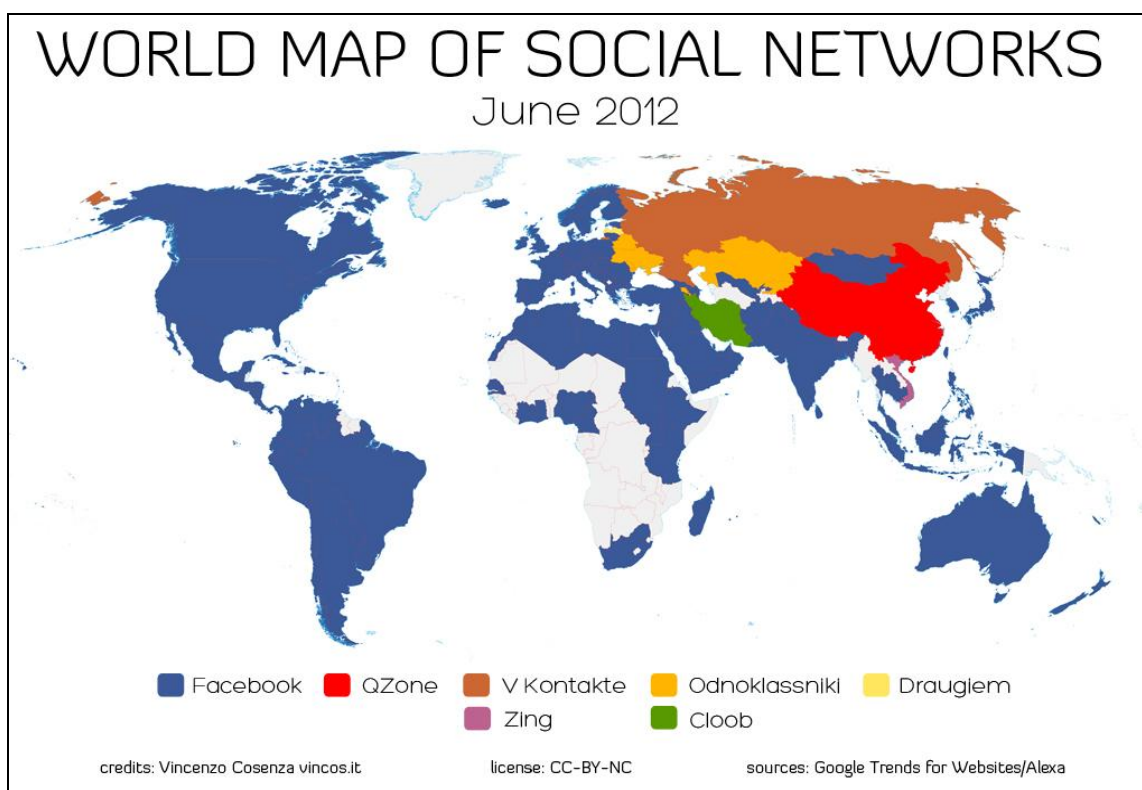 WORLD MAP OF SOCIAL NETWORKS
June 2012
Facebook QZone V Kontakte Odnoklassniki Draugiem
Zing Cloob
credits: Vincenzo Cosenza vincos.it license: CC-BY-NC sources: Google Trends for Websites/Alexa